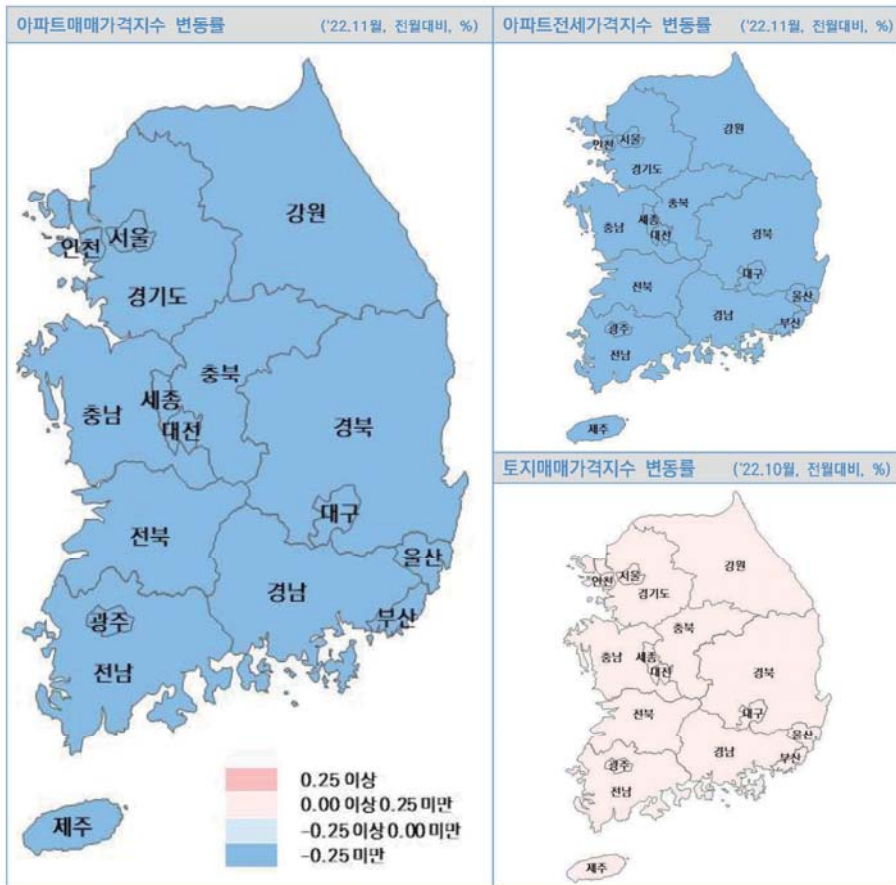 아파트매매가격지수 변동률 ('22.11월, 전월대비, %)
강원
인천 서울
경기도
충북
세종
충남
대전
경북
대구
전북
울산
경남
광주
부산
전남
제주
0.25 이상
0.00 이상 0.25 미만
-0.25 이상 0.00 미만
-0.25 미만
아파트전세가격지수 변동률 ('22.11월, 전월대비, %)
강원
인천 서울
경기도
충북
세종
충남
대전
경북
대구
전북
울산
경남
부산
광주
전남
제주
토지매매가격지수 변동률 ('22.10월, 전월대비, %)
강원
인천 서울
경기도
충북
충남 세종
대전
경북
대구
전북
울산
경남
부산
광주
전남
제주